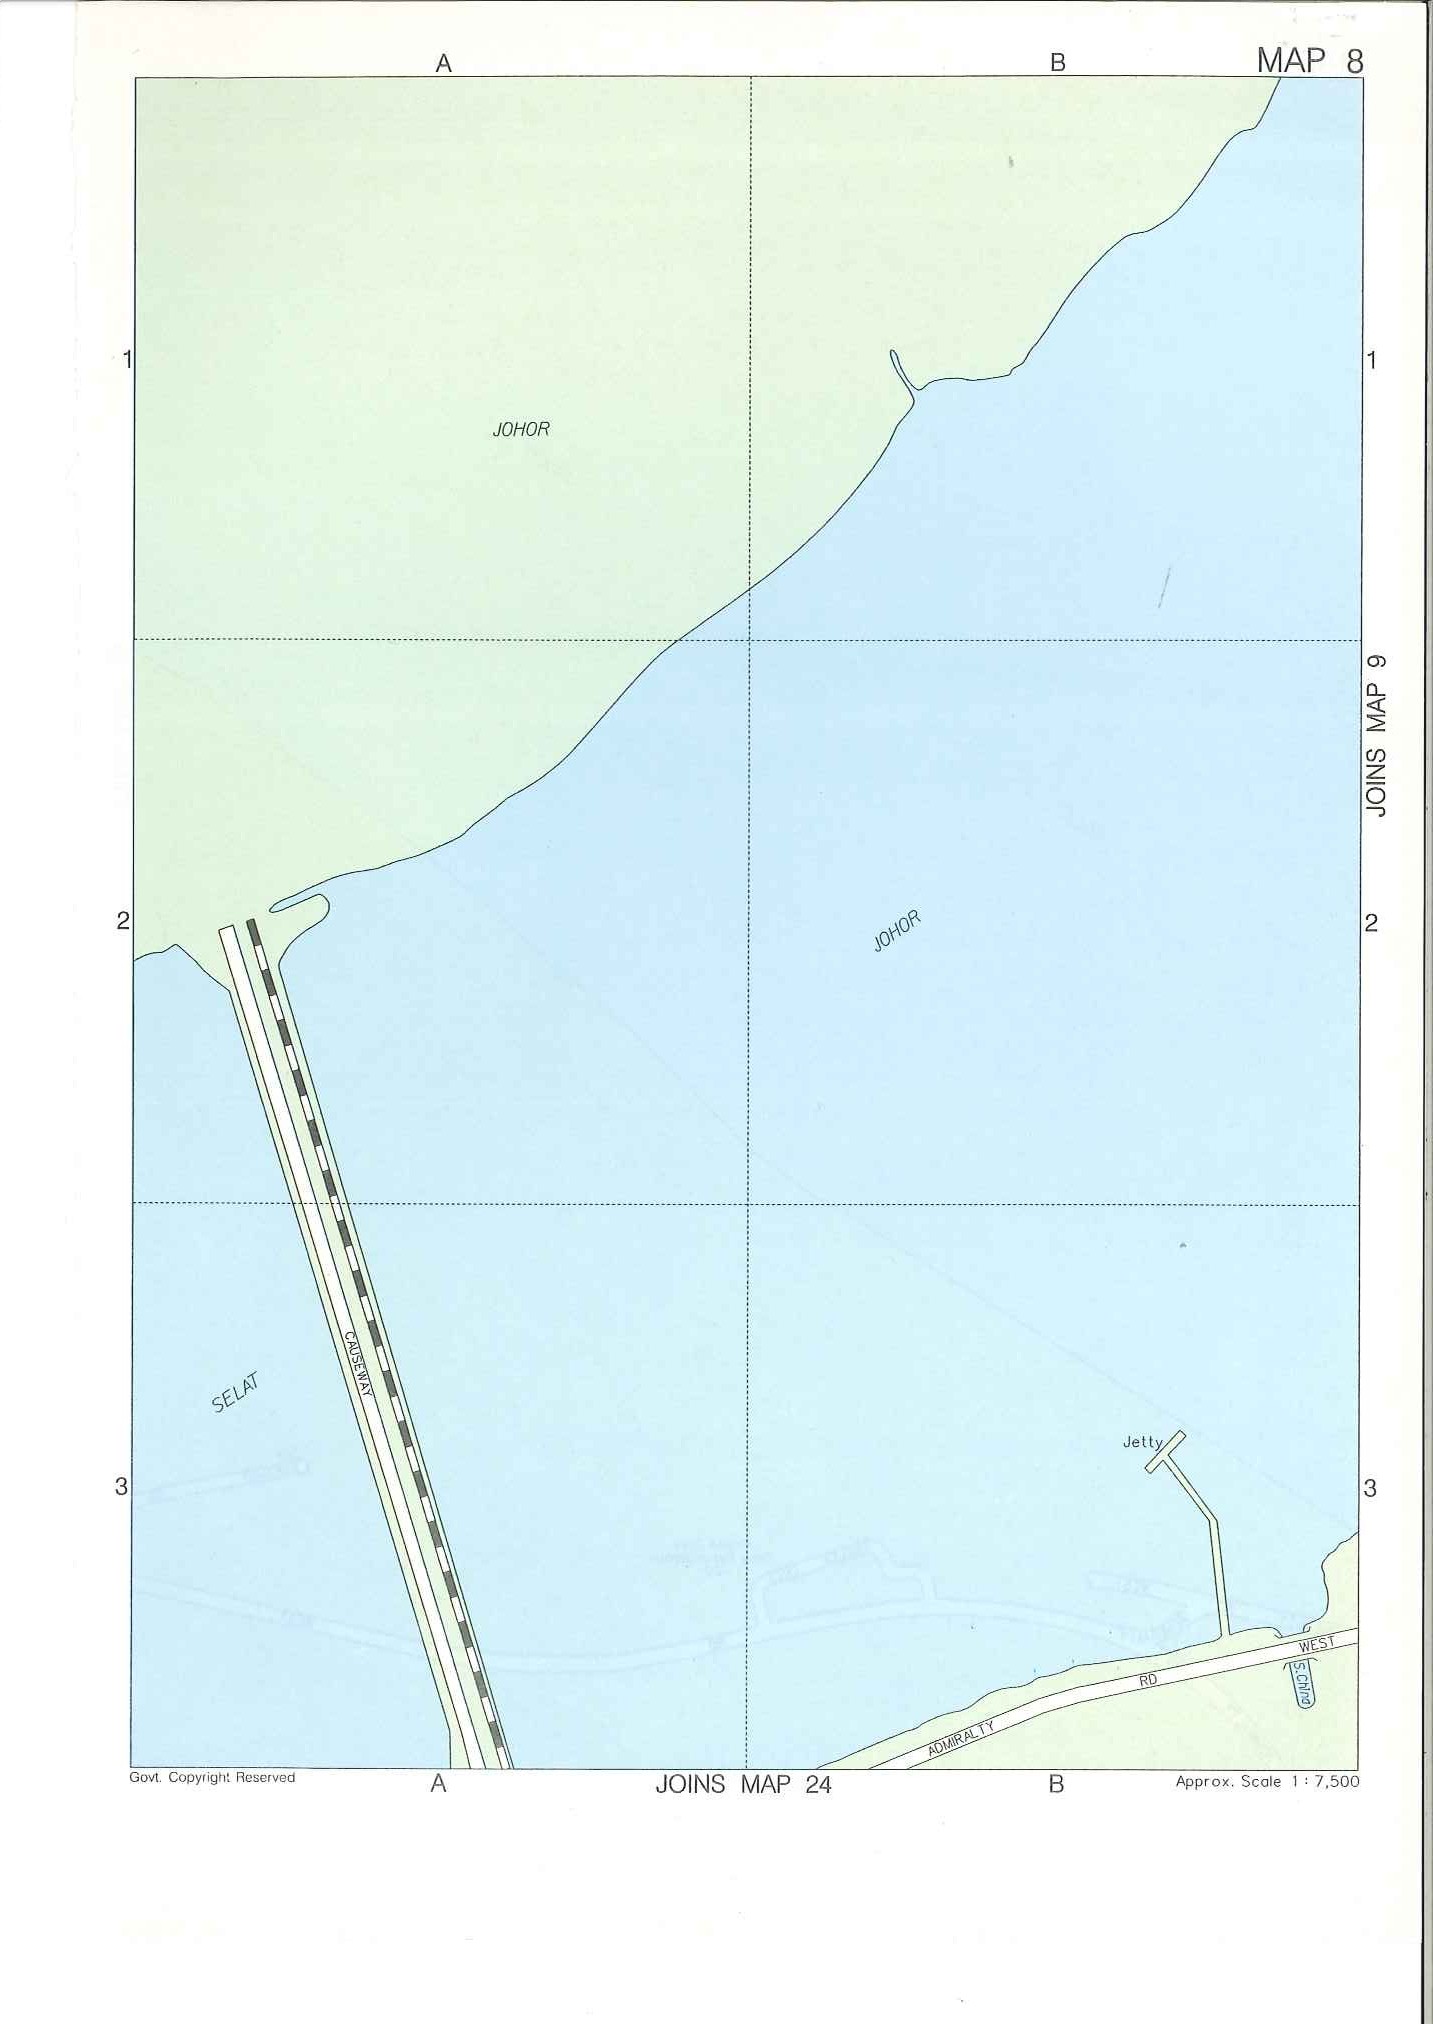 A
B
MAP 8
1
1
JOHOR
JOINS MAP 9
2
2
JOHOR
CAUSEWAY
SELAT
Jetty
3
3
WEST
RD
S. China
ADMIRALTY
Govt. Copyright Reserved
A
JOINS MAP 24
B
Approx. Scale 1 : 7,500